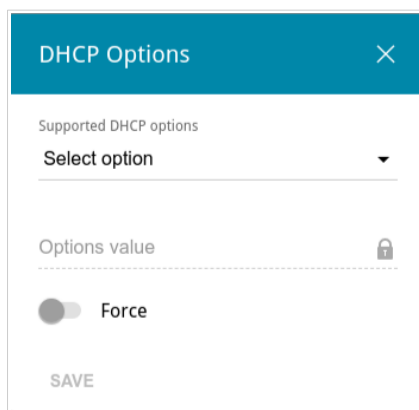 DHCP Options
Supported DHCP options
Select option
Options value
Force
SAVE